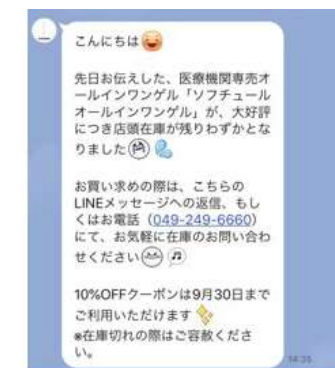 こんにちは
先日お伝えした、医療機関専売オ
ールインワンゲル「ソフチュール
オールインワンゲル」が、大好評
につき店頭在庫が残りわずかとな
りました
お買い求めの際は、こちらの
LINEメッセージへの返信、もし
くはお電話（049-249-6660）
にて、お気軽に在庫のお問い合わ
せください
10%OFFクーポンは9月30日まで
ご利用いただけます
※在庫切れの際はご容赦くださ
い。
14:35